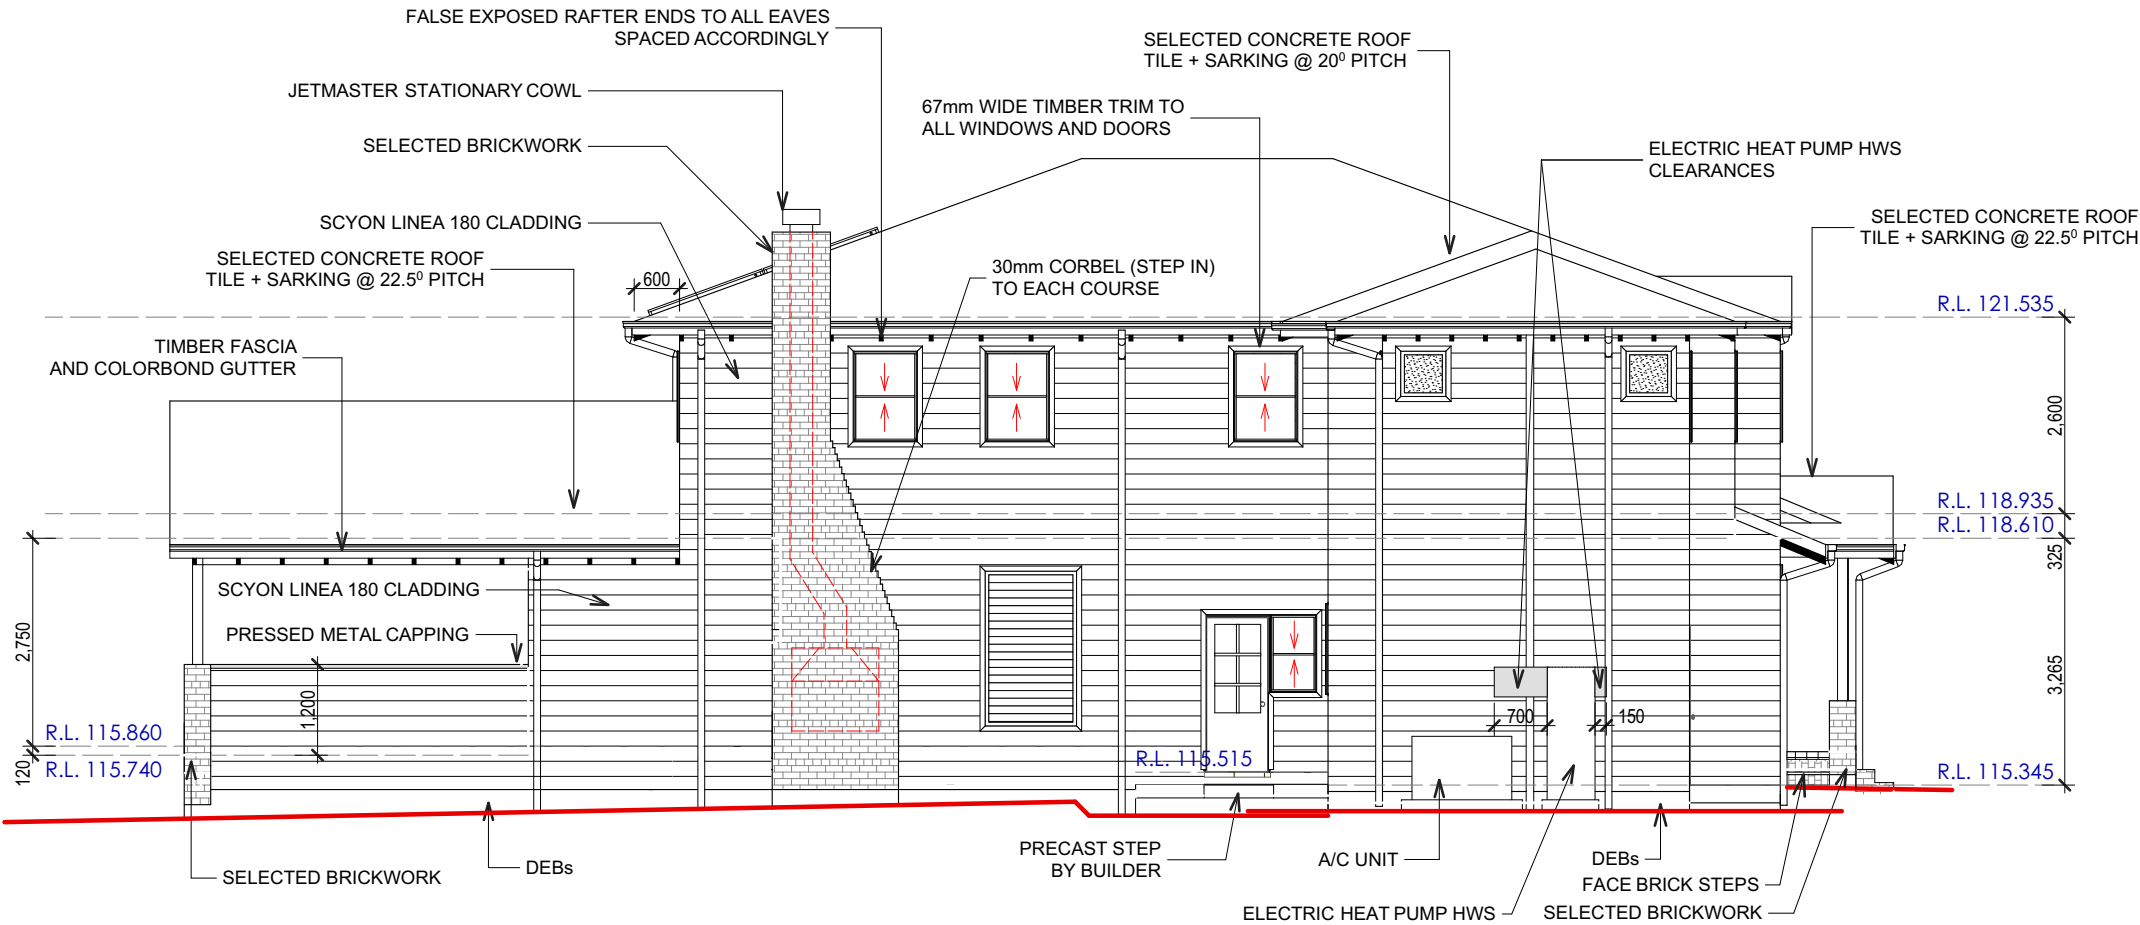 FALSE EXPOSED RAFTER ENDS TO ALL EAVES
SPACED ACCORDINGLY
SELECTED CONCRETE ROOF
TILE + SARKING @ 20⁰ PITCH
JETMASTER STATIONARY COWL
67mm WIDE TIMBER TRIM TO
ALL WINDOWS AND DOORS
SELECTED BRICKWORK
ELECTRIC HEAT PUMP HWS
CLEARANCES
SCYON LINEA 180 CLADDING
SELECTED CONCRETE ROOF
TILE + SARKING @ 22.5⁰ PITCH
SELECTED CONCRETE ROOF
TILE + SARKING @ 22.5⁰ PITCH
600
30mm CORBEL (STEP IN)
TO EACH COURSE
R.L. 121.535
TIMBER FASCIA
AND COLORBOND GUTTER
2,600
R.L. 118.935
R.L. 118.610
325
SCYON LINEA 180 CLADDING
PRESSED METAL CAPPING
2,750
1,200
3,265
700
150
R.L. 115.860
R.L. 115.740
120
R.L. 115.515
R.L. 115.345
PRECAST STEP
BY BUILDER
A/C UNIT
DEBs
DEBs
SELECTED BRICKWORK
FACE BRICK STEPS
ELECTRIC HEAT PUMP HWS
SELECTED BRICKWORK